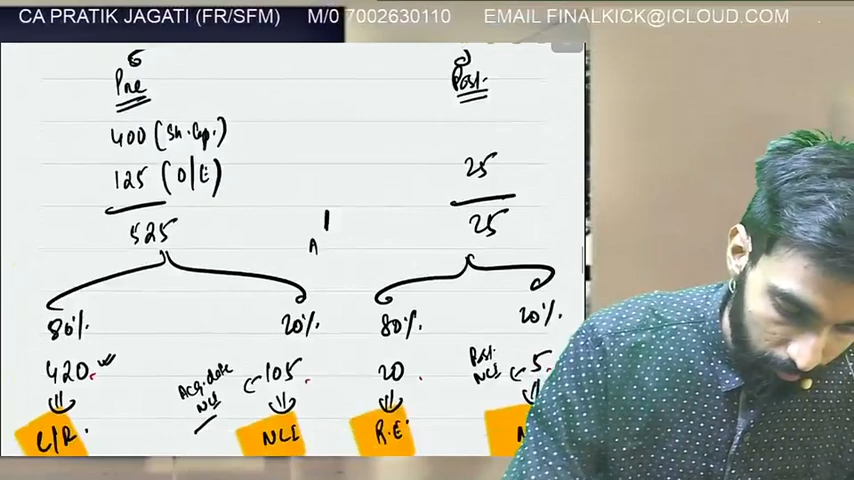 CA PRATIK JAGATI (FR/SFM) M/0 7002630110 EMAIL FINALKICK@ICLOUD.COM
Pre Post
400 (Sh. Cap.)
125 (O/E) 25
525 25
A
80% 20% 80% 20%
420 Acq. date NCI 105 20 Post NCI 5
C/R. NCI R.E N